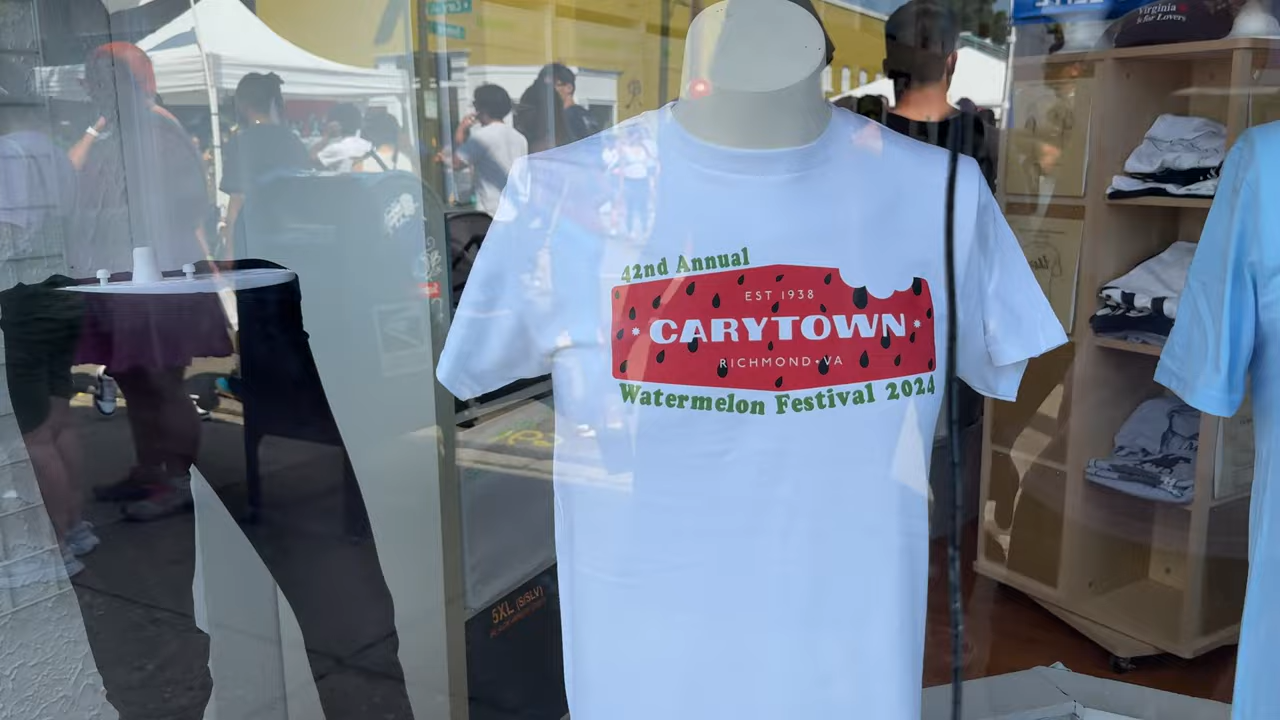 Virginia
is for Lovers
42nd Annual
EST 1938
CARYTOWN
RICHMOND•VA
Watermelon Festival 2024
5XL (S/SLV)